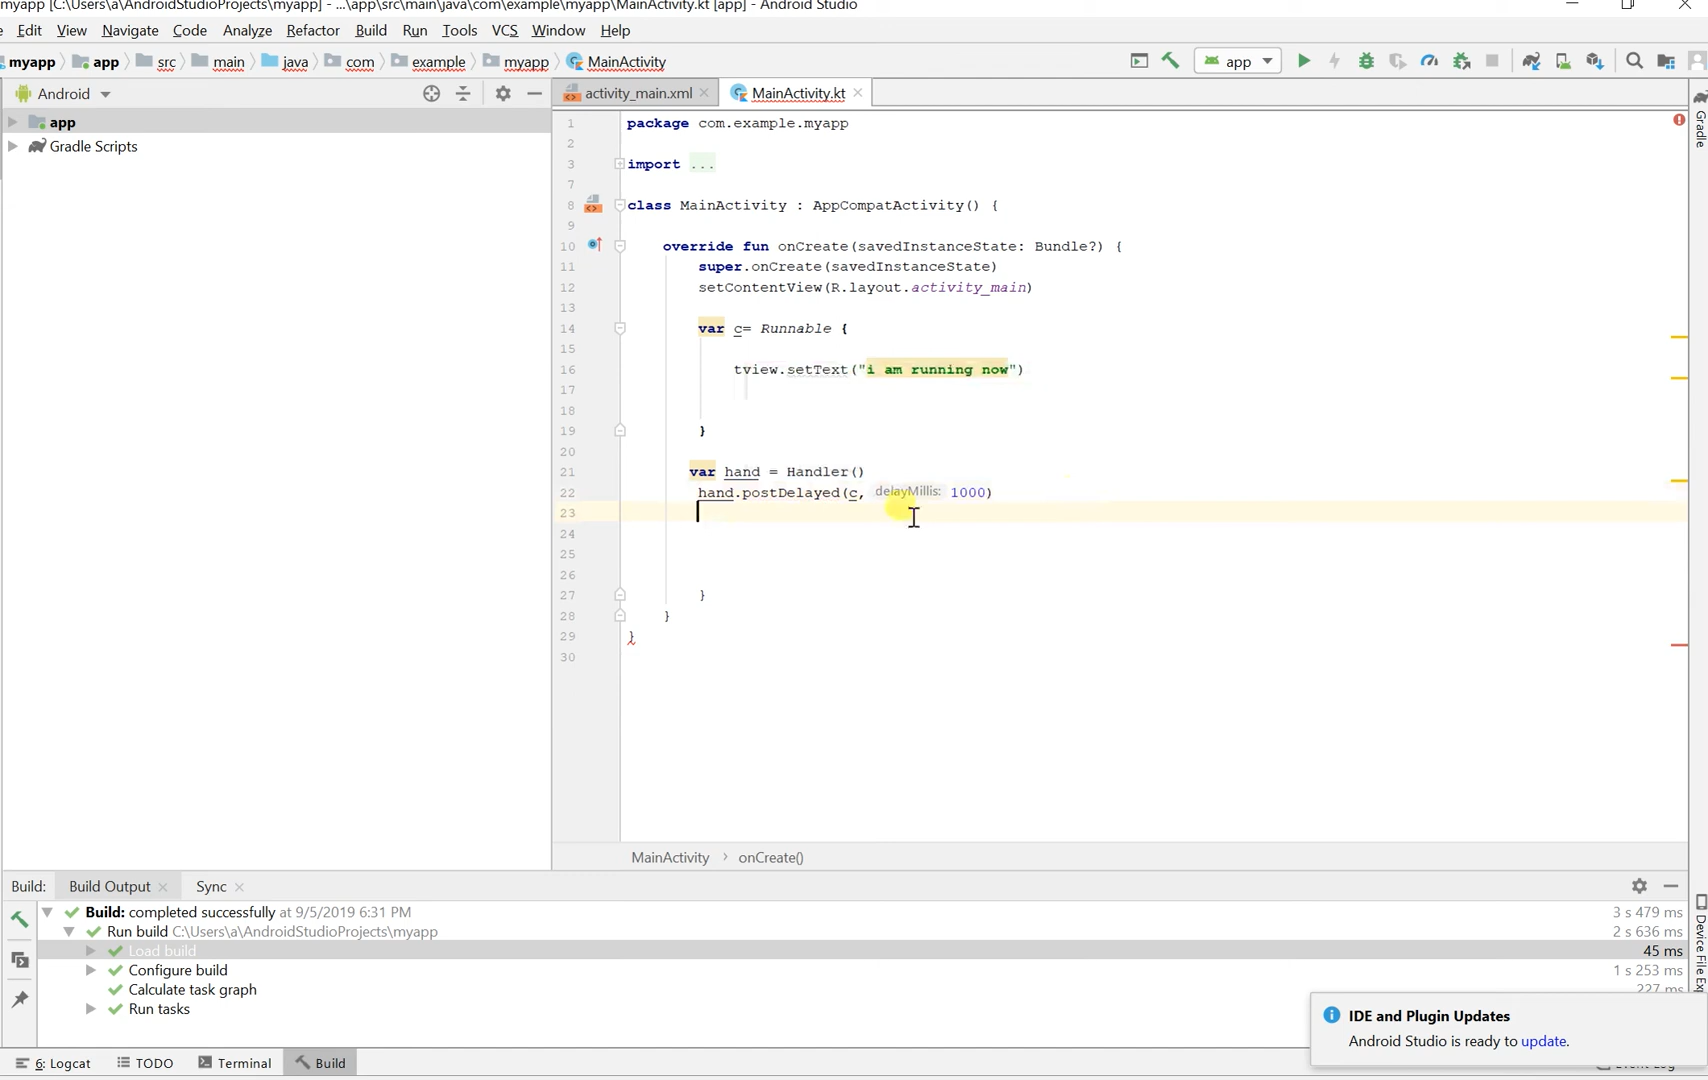 myapp [C:\Users\a\AndroidStudioProjects\myapp] - ...\app\src\main\java\com\example\myapp\MainActivity.kt [app] - Android Studio
Edit View Navigate Code Analyze Refactor Build Run Tools VCS Window Help
myapp app src main java com example myapp MainActivity app
Android activity_main.xml MainActivity.kt
app
Gradle Scripts
Gradle
1 package com.example.myapp
2
3 import ...
7
8 class MainActivity : AppCompatActivity() {
9
10 override fun onCreate(savedInstanceState: Bundle?) {
11 super.onCreate(savedInstanceState)
12 setContentView(R.layout.activity_main)
13
14 var c= Runnable {
15
16 tview.setText("i am running now")
17
18
19 }
20
21 var hand = Handler()
22 hand.postDelayed(c, delayMillis: 1000)
23
24
25
26
27 }
28 }
29 }
30
MainActivity › onCreate()
Build: Build Output Sync
Build: completed successfully at 9/5/2019 6:31 PM 3 s 479 ms
Run build C:\Users\a\AndroidStudioProjects\myapp 2 s 636 ms
Load build 45 ms
Configure build 1 s 253 ms
Calculate task graph 227 ms
Run tasks
Device File
IDE and Plugin Updates
Android Studio is ready to update.
6: Logcat TODO Terminal Build